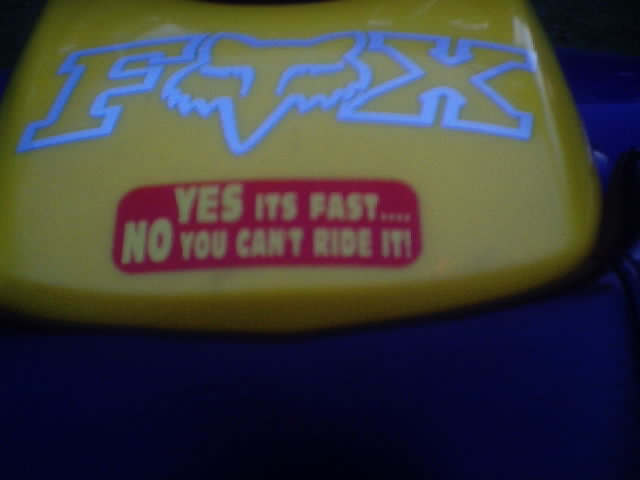 FOX
YES ITS FAST....
NO YOU CAN'T RIDE IT!